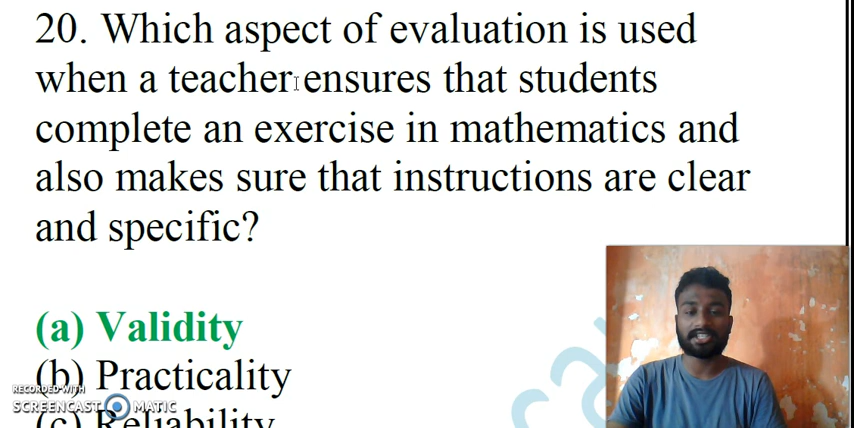 20. Which aspect of evaluation is used
when a teacher ensures that students
complete an exercise in mathematics and
also makes sure that instructions are clear
and specific?
(a) Validity
(b) Practicality
RECORDED WITH
SCREENCAST MATIC
(c) Reliability